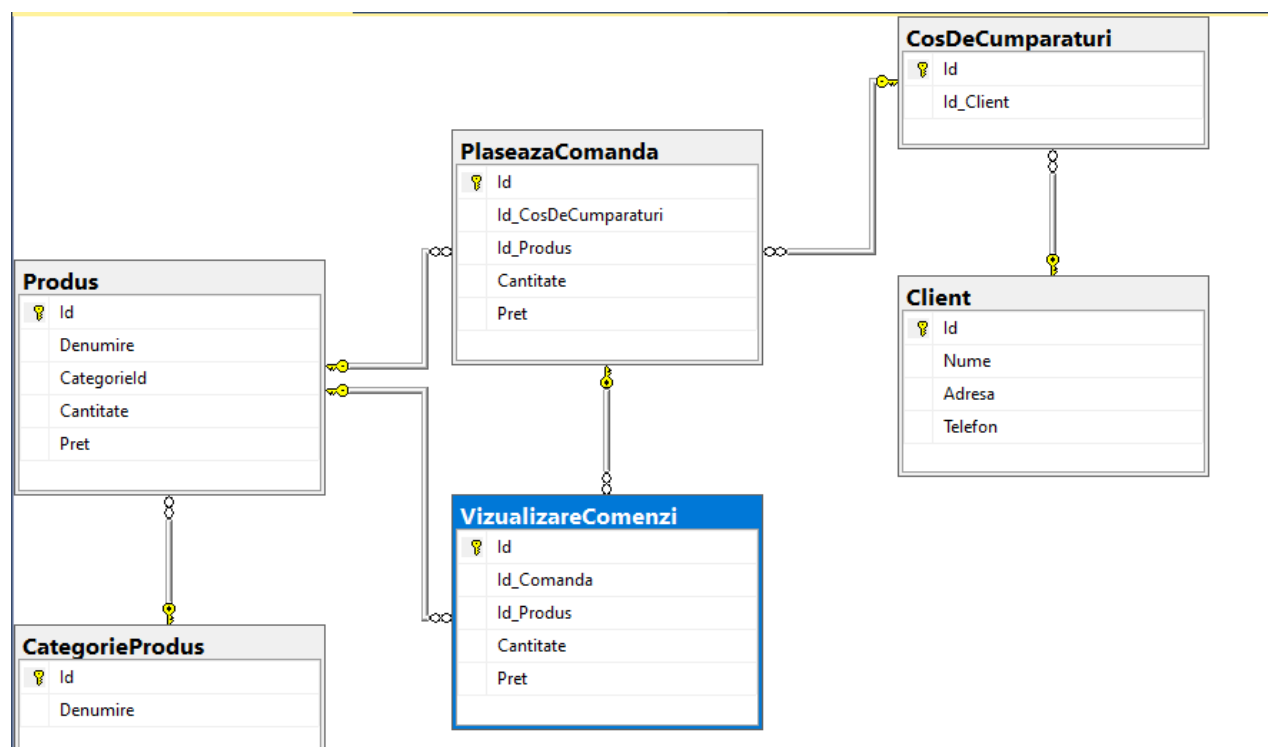 CosDeCumparaturi
Id
Id_Client
PlaseazaComanda
Id
Id_CosDeCumparaturi
Id_Produs
Cantitate
Pret
Produs
Id
Denumire
CategorieId
Cantitate
Pret
Client
Id
Nume
Adresa
Telefon
VizualizareComenzi
Id
Id_Comanda
Id_Produs
Cantitate
Pret
CategorieProdus
Id
Denumire